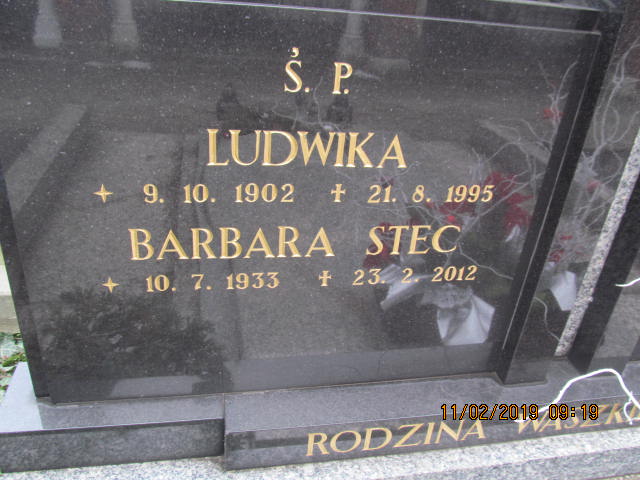 Ś. P.
LUDWIKA
✦ 9. 10. 1902 ✝ 21. 8. 1995
BARBARA STEC
✦ 10. 7. 1933 ✝ 23. 2. 2012
11/02/2019 09:19
RODZINA